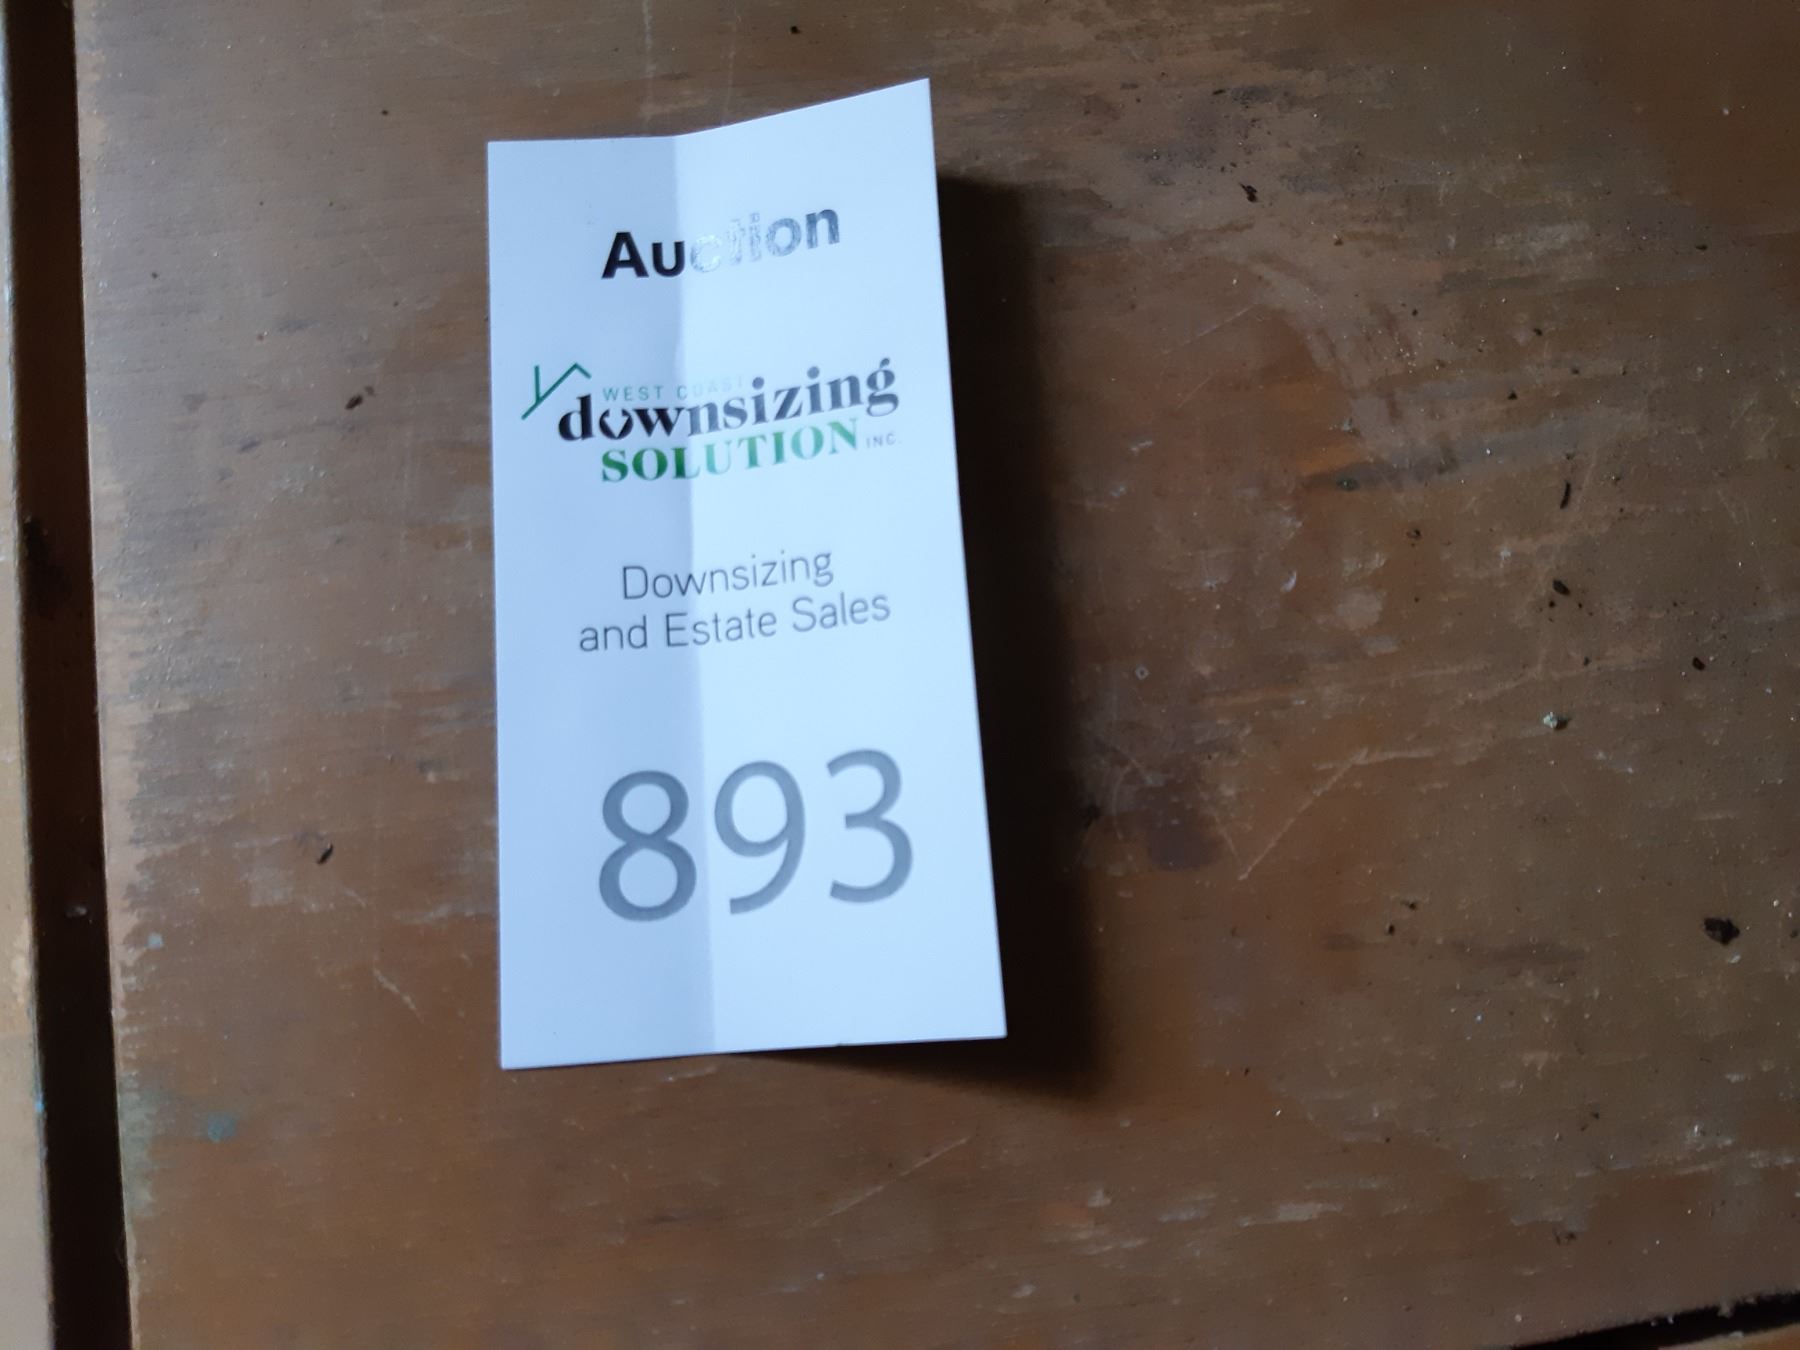 Auction
WEST COAST
downsizing
SOLUTION INC.
Downsizing
and Estate Sales
893